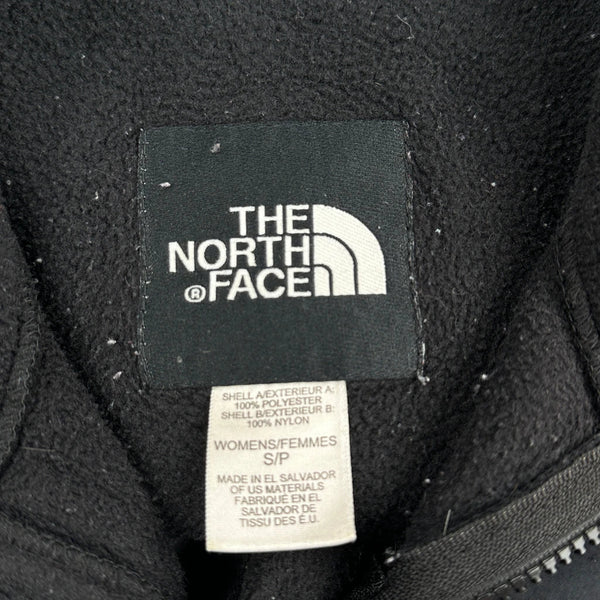 THE
NORTH
® FACE
SHELL A/EXTERIEUR A:
100% POLYESTER
SHELL B/EXTERIEUR B:
100% NYLON
WOMENS/FEMMES
S/P
MADE IN EL SALVADOR
OF US MATERIALS
FABRIQUÉ EN EL
SALVADOR DE
TISSU DES É.U.